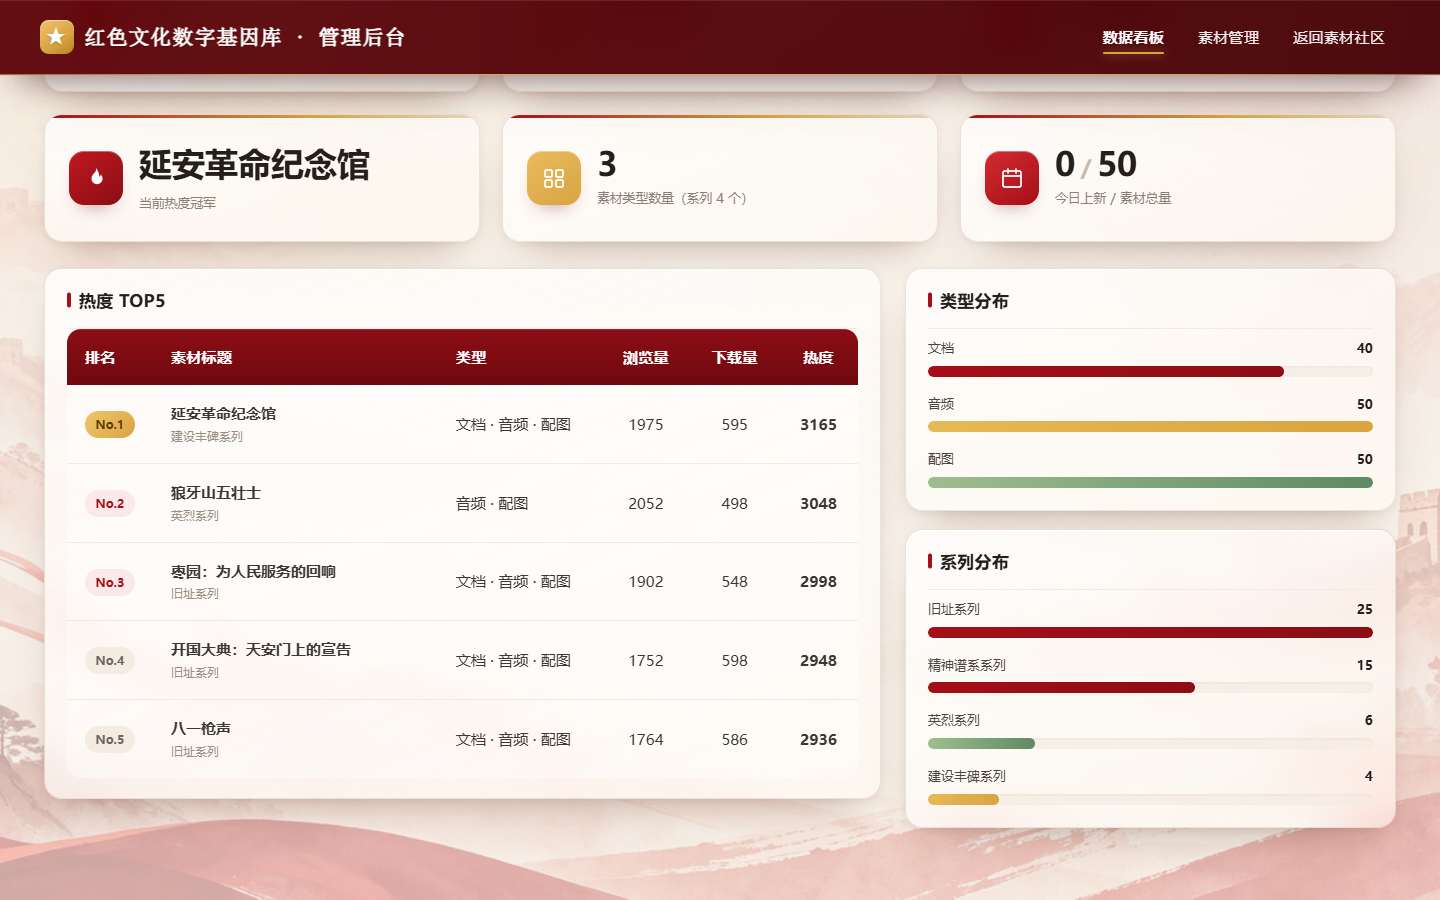 红色文化数字基因库 · 管理后台
数据看板
素材管理
返回素材社区
延安革命纪念馆
当前热度冠军
3
素材类型数量（系列 4 个）
0 / 50
今日上新 / 素材总量
热度 TOP5
排名 素材标题 类型 浏览量 下载量 热度
No.1 延安革命纪念馆 文档 · 音频 · 配图 1975 595 3165
建设丰碑系列
No.2 狼牙山五壮士 音频 · 配图 2052 498 3048
英烈系列
No.3 枣园：为人民服务的回响 文档 · 音频 · 配图 1902 548 2998
旧址系列
No.4 开国大典：天安门上的宣告 文档 · 音频 · 配图 1752 598 2948
旧址系列
No.5 八一枪声 文档 · 音频 · 配图 1764 586 2936
旧址系列
类型分布
文档 40
音频 50
配图 50
系列分布
旧址系列 25
精神谱系系列 15
英烈系列 6
建设丰碑系列 4